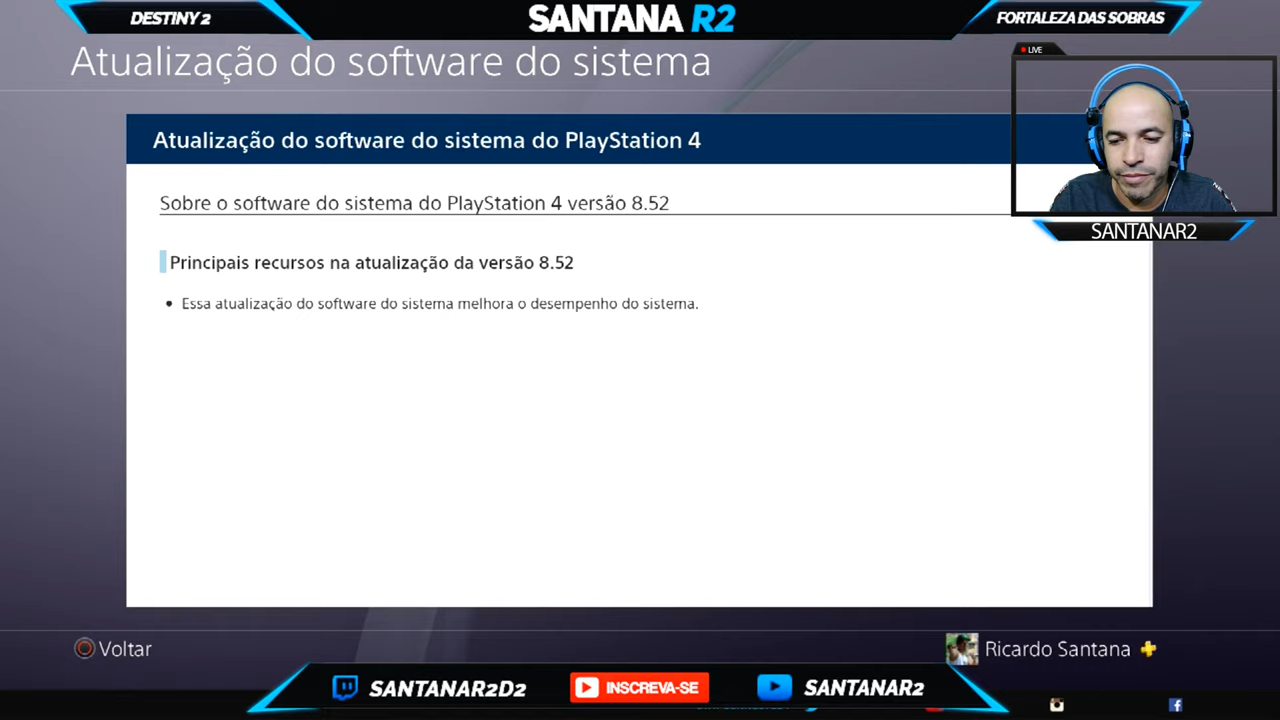 DESTINY 2
SANTANA R2
FORTALEZA DAS SOBRAS
Atualização do software do sistema
LIVE
Atualização do software do sistema do PlayStation 4
Sobre o software do sistema do PlayStation 4 versão 8.52
SANTANAR2
Principais recursos na atualização da versão 8.52
• Essa atualização do software do sistema melhora o desempenho do sistema.
Voltar
Ricardo Santana
SANTANAR2D2
INSCREVA-SE
SANTANAR2